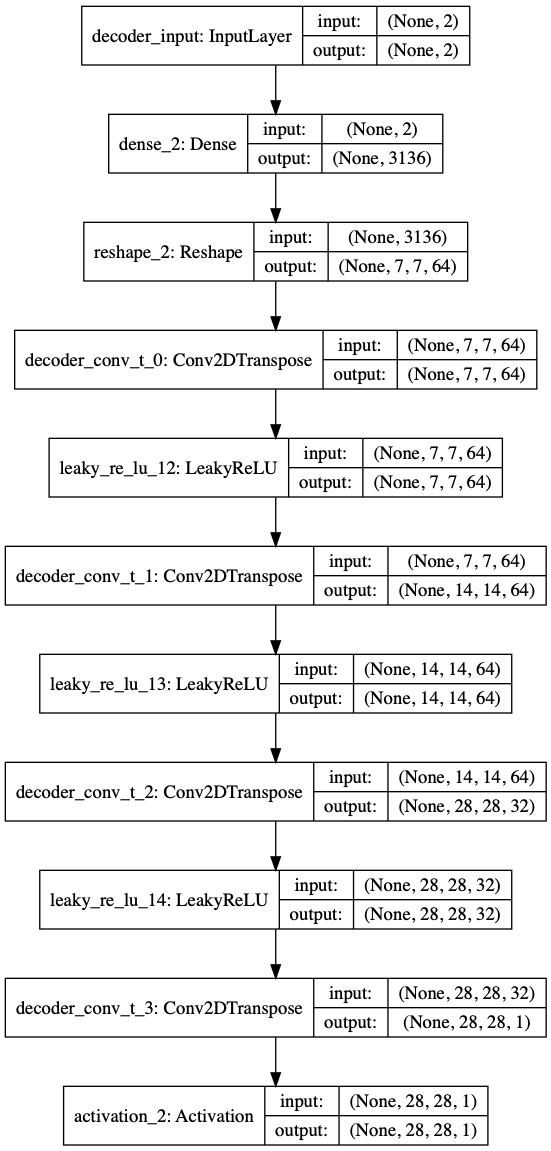 decoder_input: InputLayer
input: (None, 2)
output: (None, 2)
dense_2: Dense
input: (None, 2)
output: (None, 3136)
reshape_2: Reshape
input: (None, 3136)
output: (None, 7, 7, 64)
decoder_conv_t_0: Conv2DTranspose
input: (None, 7, 7, 64)
output: (None, 7, 7, 64)
leaky_re_lu_12: LeakyReLU
input: (None, 7, 7, 64)
output: (None, 7, 7, 64)
decoder_conv_t_1: Conv2DTranspose
input: (None, 7, 7, 64)
output: (None, 14, 14, 64)
leaky_re_lu_13: LeakyReLU
input: (None, 14, 14, 64)
output: (None, 14, 14, 64)
decoder_conv_t_2: Conv2DTranspose
input: (None, 14, 14, 64)
output: (None, 28, 28, 32)
leaky_re_lu_14: LeakyReLU
input: (None, 28, 28, 32)
output: (None, 28, 28, 32)
decoder_conv_t_3: Conv2DTranspose
input: (None, 28, 28, 32)
output: (None, 28, 28, 1)
activation_2: Activation
input: (None, 28, 28, 1)
output: (None, 28, 28, 1)